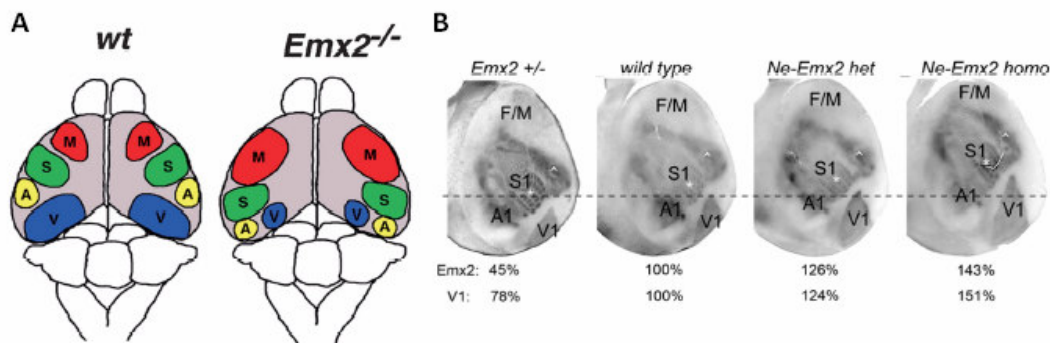 A
wt
Emx2-/-
M M
S S
A A
V V
M M
S S
V V
A A
B
Emx2 +/- wild type Ne-Emx2 het Ne-Emx2 homo
F/M F/M F/M F/M
S1 S1 S1 S1
A1 A1 A1 A1
V1 V1 V1 V1
Emx2: 45% 100% 126% 143%
V1: 78% 100% 124% 151%